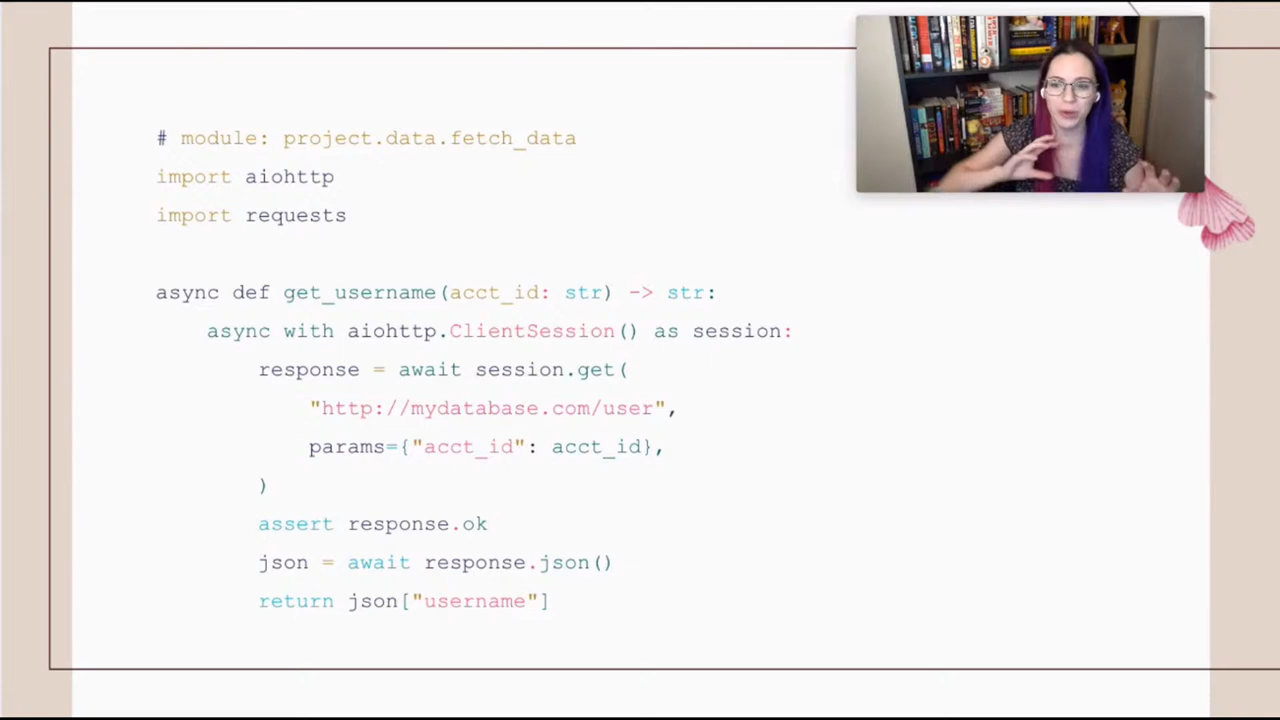 # module: project.data.fetch_data
import aiohttp
import requests
async def get_username(acct_id: str) -> str:
async with aiohttp.ClientSession() as session:
response = await session.get(
"http://mydatabase.com/user",
params={"acct_id": acct_id},
)
assert response.ok
json = await response.json()
return json["username"]